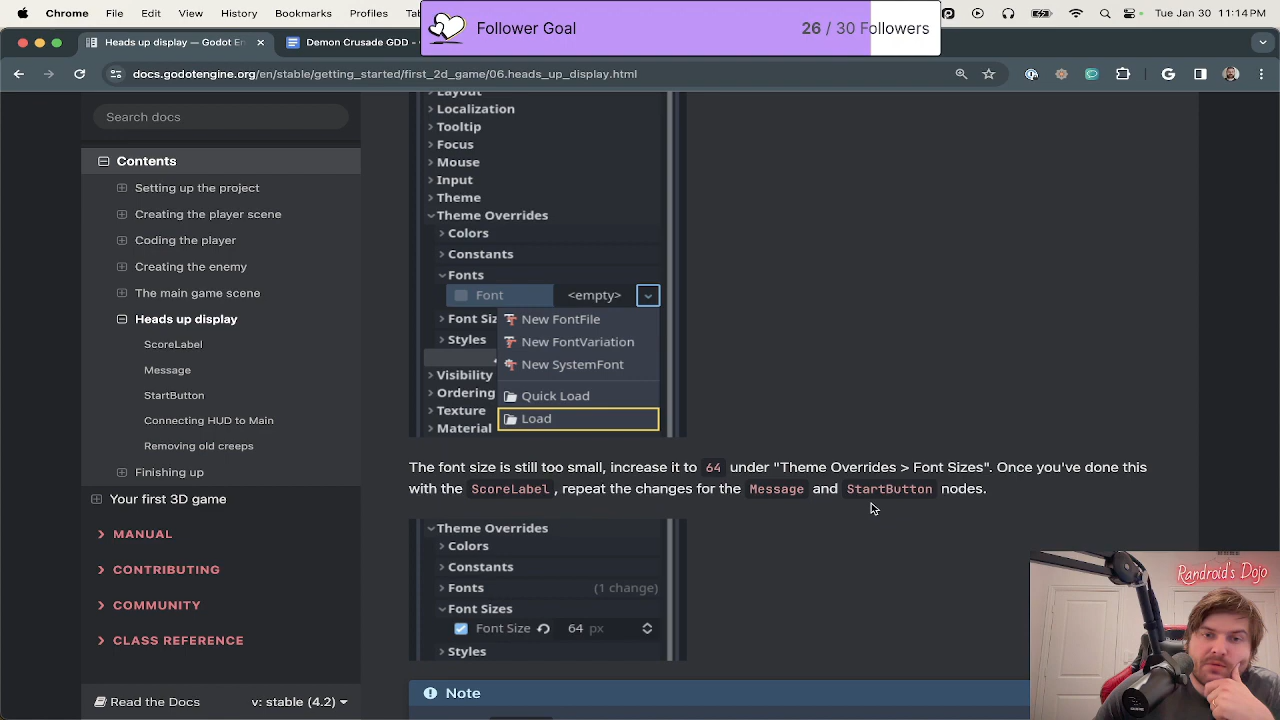 Chrome File Edit View History Bookmarks Profiles
Tue Jan 30 11:14PM
Follower Goal 26 / 30 Followers
Heads up display — Godot En
Demon Crusade GDD -
docs.godotengine.org/en/stable/getting_started/first_2d_game/06.heads_up_display.html
Search docs
Contents
Setting up the project
Creating the player scene
Coding the player
Creating the enemy
The main game scene
Heads up display
ScoreLabel
Message
StartButton
Connecting HUD to Main
Removing old creeps
Finishing up
Your first 3D game
MANUAL
CONTRIBUTING
COMMUNITY
CLASS REFERENCE
Read the Docs v: stable (4.2)
Layout
Localization
Tooltip
Focus
Mouse
Input
Theme
Theme Overrides
Colors
Constants
Fonts
Font <empty>
New FontFile
Font Siz
New FontVariation
Styles
New SystemFont
Visibility
Ordering
Quick Load
Texture
Load
Material
The font size is still too small, increase it to 64 under "Theme Overrides > Font Sizes". Once you've done this
with the ScoreLabel, repeat the changes for the Message and StartButton nodes.
Theme Overrides
Colors
Constants
Fonts (1 change)
Font Sizes
Font Size 64 px
Styles
Note
Randroid's Dojo